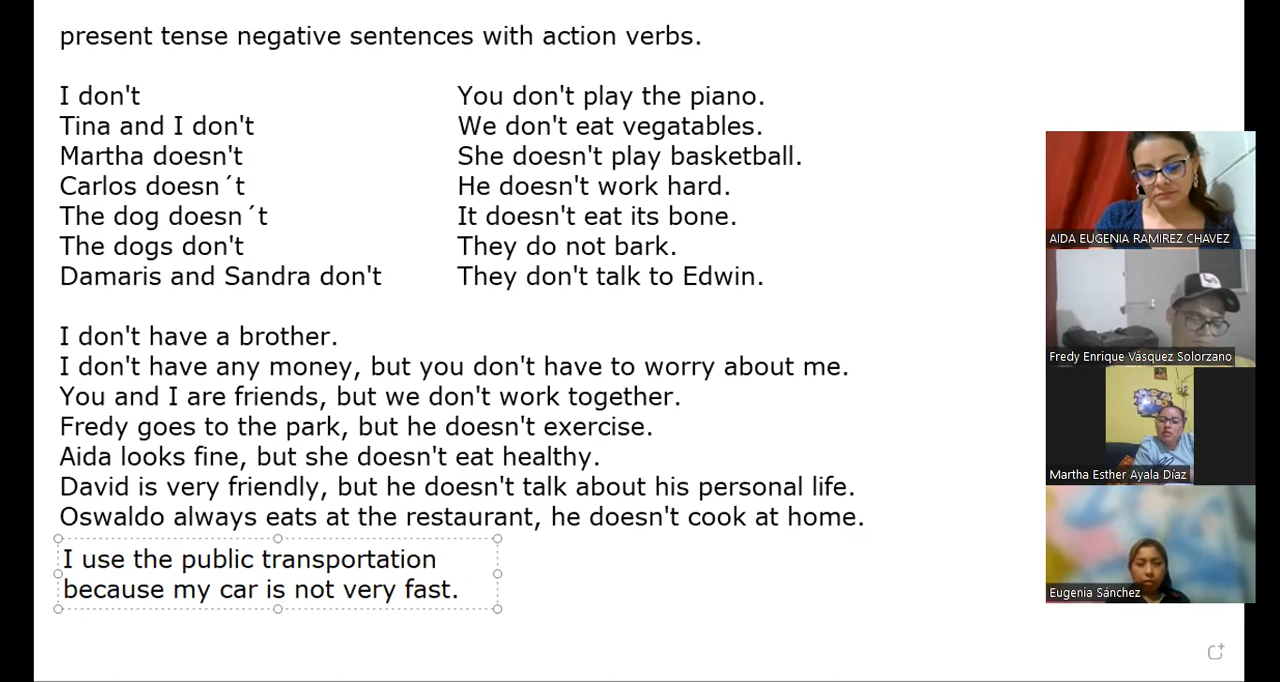 present tense negative sentences with action verbs.
I don't
Tina and I don't
Martha doesn't
Carlos doesn´t
The dog doesn´t
The dogs don't
Damaris and Sandra don't
You don't play the piano.
We don't eat vegatables.
She doesn't play basketball.
He doesn't work hard.
It doesn't eat its bone.
They do not bark.
They don't talk to Edwin.
I don't have a brother.
I don't have any money, but you don't have to worry about me.
You and I are friends, but we don't work together.
Fredy goes to the park, but he doesn't exercise.
Aida looks fine, but she doesn't eat healthy.
David is very friendly, but he doesn't talk about his personal life.
Oswaldo always eats at the restaurant, he doesn't cook at home.
I use the public transportation
because my car is not very fast.
AIDA EUGENIA RAMIREZ CHAVEZ
Fredy Enrique Vásquez Solorzano
Martha Esther Ayala Díaz
Eugenia Sánchez